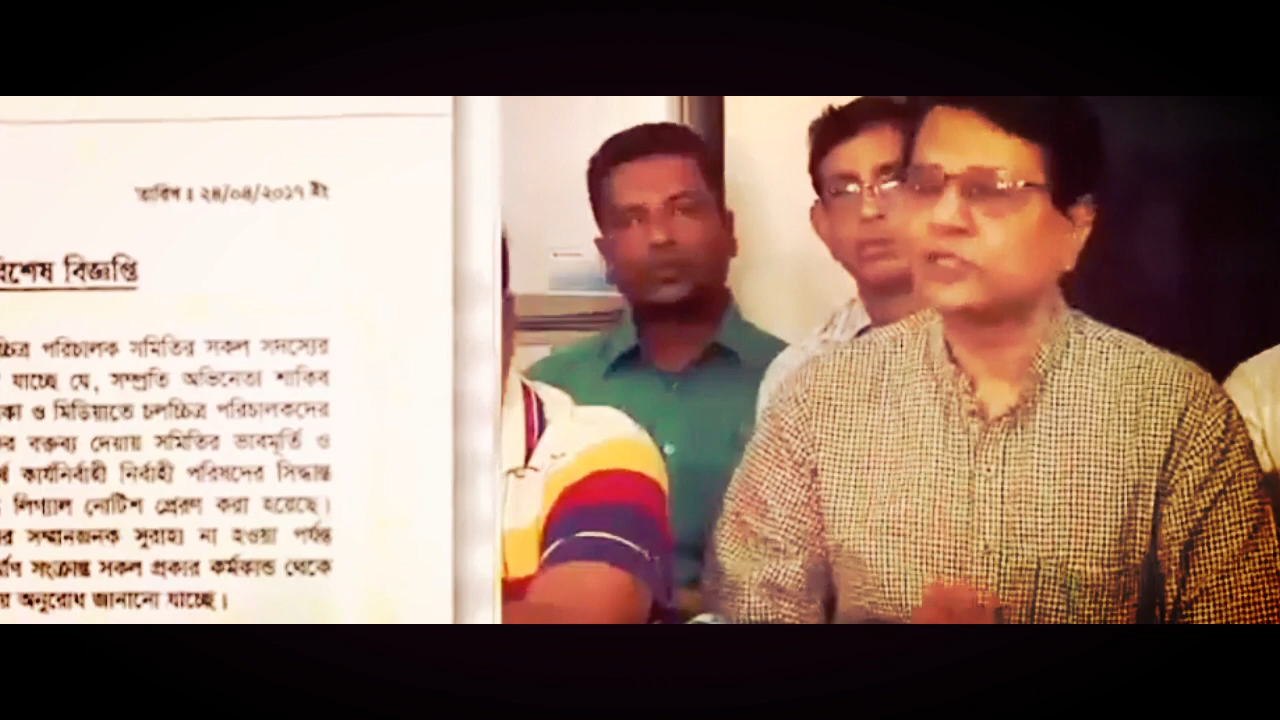 তারিখ ঃ ২৪/০৪/২০১৭ ইং
বিশেষ বিজ্ঞপ্তি
পরিচালক সমিতির সকল সদস্যের
যাচ্ছে যে, সম্প্রতি অভিনেতা শাকিব
ও মিডিয়াতে চলচ্চিত্র পরিচালকদের
বক্তব্য দেয়ায় সমিতির ভাবমূর্তি ও
কার্যনির্বাহী নির্বাহী পরিষদের সিদ্ধান্ত
লিগ্যাল নোটিশ প্রেরণ করা হয়েছে।
সম্মানজনক সুরাহা না হওয়া পর্যন্ত
সংক্রান্ত সকল প্রকার কর্মকান্ড থেকে
অনুরোধ জানানো যাচ্ছে।